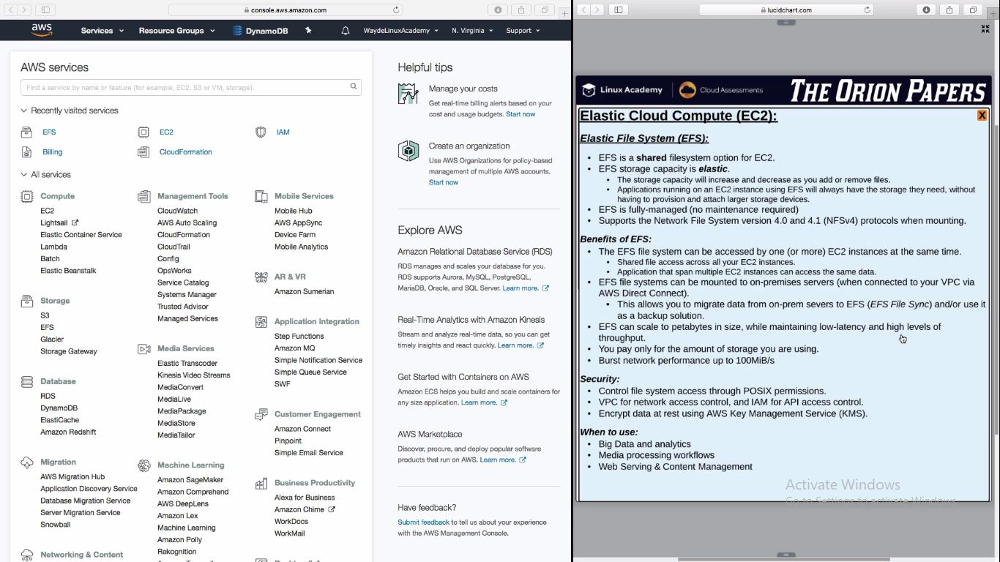 console.aws.amazon.com
aws
Services
Resource Groups
DynamoDB
WaydeLinuxAcademy
N. Virginia
Support
AWS services
Find a service by name or feature (for example, EC2, S3 or VM, storage).
Recently visited services
EFS
EC2
IAM
Billing
CloudFormation
All services
Compute
EC2
Lightsail
Elastic Container Service
Lambda
Batch
Elastic Beanstalk
Storage
S3
EFS
Glacier
Storage Gateway
Database
RDS
DynamoDB
ElastiCache
Amazon Redshift
Migration
AWS Migration Hub
Application Discovery Service
Database Migration Service
Server Migration Service
Snowball
Networking & Content
Management Tools
CloudWatch
AWS Auto Scaling
CloudFormation
CloudTrail
Config
OpsWorks
Service Catalog
Systems Manager
Trusted Advisor
Managed Services
Media Services
Elastic Transcoder
Kinesis Video Streams
MediaConvert
MediaLive
MediaPackage
MediaStore
MediaTailor
Machine Learning
Amazon SageMaker
Amazon Comprehend
AWS DeepLens
Amazon Lex
Machine Learning
Amazon Polly
Rekognition
Mobile Services
Mobile Hub
AWS AppSync
Device Farm
Mobile Analytics
AR & VR
Amazon Sumerian
Application Integration
Step Functions
Amazon MQ
Simple Notification Service
Simple Queue Service
SWF
Customer Engagement
Amazon Connect
Pinpoint
Simple Email Service
Business Productivity
Alexa for Business
Amazon Chime
WorkDocs
WorkMail
Helpful tips
Manage your costs
Get real-time billing alerts based on your
cost and usage budgets. Start now
Create an organization
Use AWS Organizations for policy-based
management of multiple AWS accounts.
Start now
Explore AWS
Amazon Relational Database Service (RDS)
RDS manages and scales your database for you.
RDS supports Aurora, MySQL, PostgreSQL,
MariaDB, Oracle, and SQL Server. Learn more.
Real-Time Analytics with Amazon Kinesis
Stream and analyze real-time data, so you can get
timely insights and react quickly. Learn more.
Get Started with Containers on AWS
Amazon ECS helps you build and scale containers for
any size application. Learn more.
AWS Marketplace
Discover, procure, and deploy popular software
products that run on AWS. Learn more.
Have feedback?
Submit feedback to tell us about your experience
with the AWS Management Console.
lucidchart.com
Linux Academy
Cloud Assessments
THE ORION PAPERS
Elastic Cloud Compute (EC2):
X
Elastic File System (EFS):
• EFS is a shared filesystem option for EC2.
• EFS storage capacity is elastic.
• The storage capacity will increase and decrease as you add or remove files.
• Applications running on an EC2 instance using EFS will always have the storage they need, without
having to provision and attach larger storage devices.
• EFS is fully-managed (no maintenance required)
• Supports the Network File System version 4.0 and 4.1 (NFSv4) protocols when mounting.
Benefits of EFS:
• The EFS file system can be accessed by one (or more) EC2 instances at the same time.
• Shared file access across all your EC2 instances.
• Application that span multiple EC2 instances can access the same data.
• EFS file systems can be mounted to on-premises servers (when connected to your VPC via
AWS Direct Connect).
• This allows you to migrate data from on-prem severs to EFS (EFS File Sync) and/or use it
as a backup solution.
• EFS can scale to petabytes in size, while maintaining low-latency and high levels of
throughput.
• You pay only for the amount of storage you are using.
• Burst network performance up to 100MiB/s
Security:
• Control file system access through POSIX permissions.
• VPC for network access control, and IAM for API access control.
• Encrypt data at rest using AWS Key Management Service (KMS).
When to use:
• Big Data and analytics
• Media processing workflows
• Web Serving & Content Management
Activate Windows
Go to Settings to activate Windows.